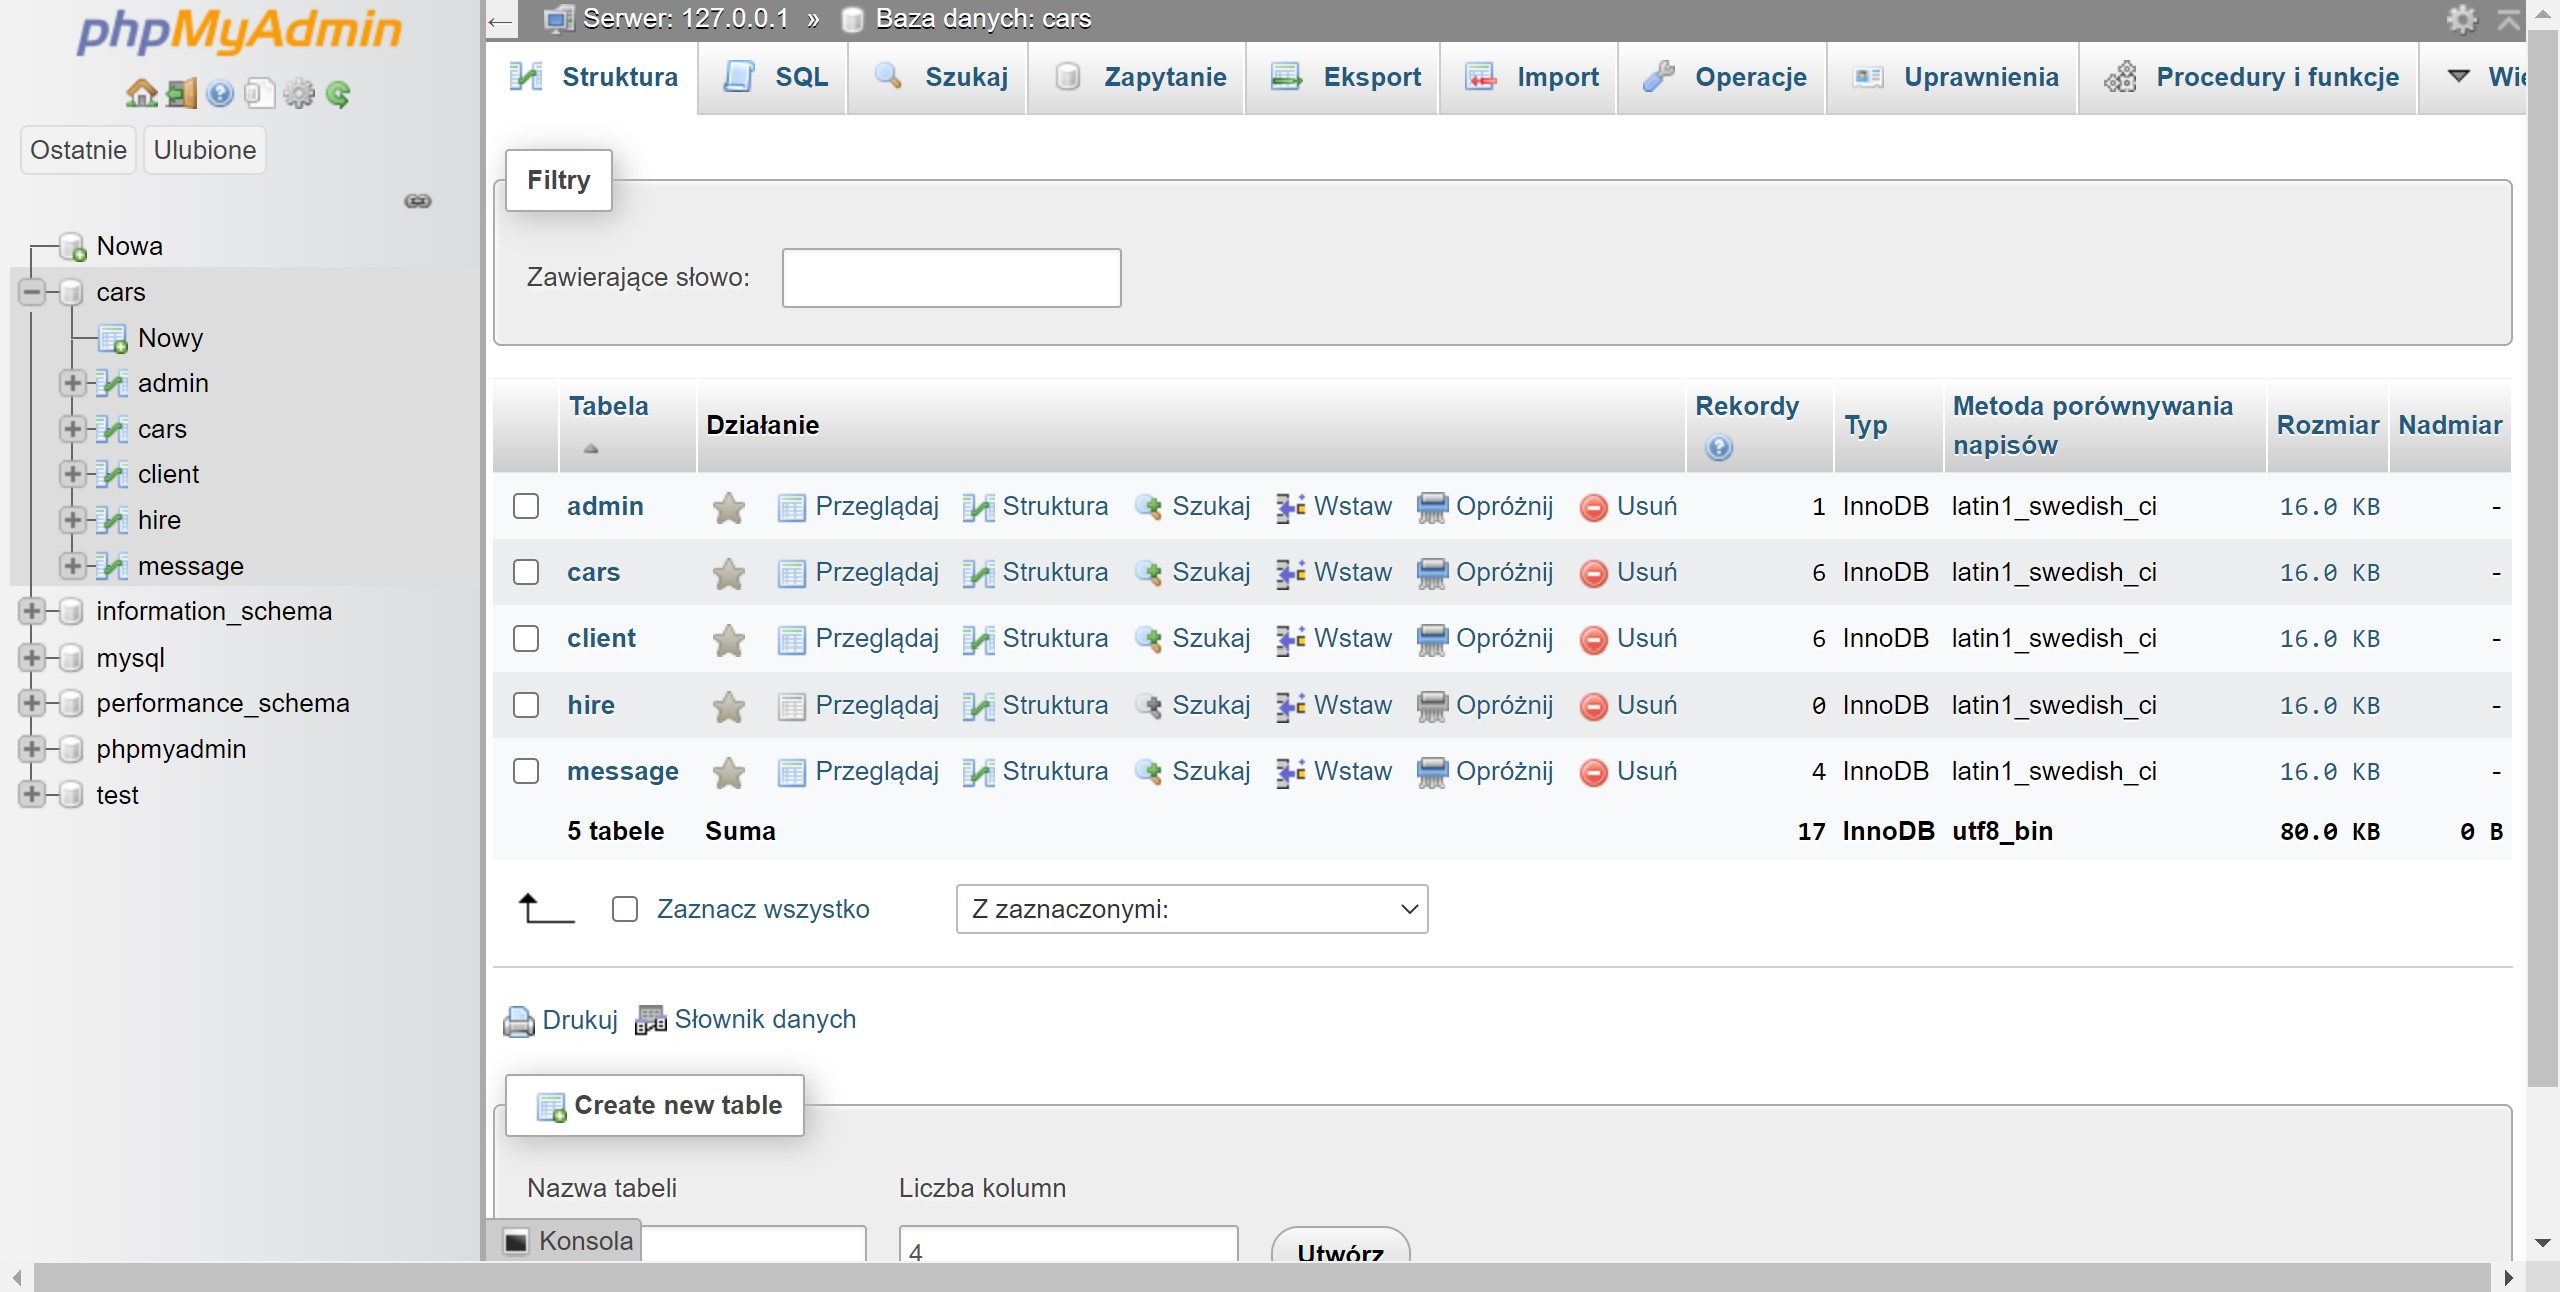 phpMyAdmin
Ostatnie Ulubione
Nowa
cars
Nowy
admin
cars
client
hire
message
information_schema
mysql
performance_schema
phpmyadmin
test
← Serwer: 127.0.0.1 » Baza danych: cars
Struktura SQL Szukaj Zapytanie Eksport Import Operacje Uprawnienia Procedury i funkcje
Filtry
Zawierające słowo:
Tabela Działanie Rekordy Typ Metoda porównywania napisów Rozmiar Nadmiar
admin Przeglądaj Struktura Szukaj Wstaw Opróżnij Usuń 1 InnoDB latin1_swedish_ci 16.0 KB -
cars Przeglądaj Struktura Szukaj Wstaw Opróżnij Usuń 6 InnoDB latin1_swedish_ci 16.0 KB -
client Przeglądaj Struktura Szukaj Wstaw Opróżnij Usuń 6 InnoDB latin1_swedish_ci 16.0 KB -
hire Przeglądaj Struktura Szukaj Wstaw Opróżnij Usuń 0 InnoDB latin1_swedish_ci 16.0 KB -
message Przeglądaj Struktura Szukaj Wstaw Opróżnij Usuń 4 InnoDB latin1_swedish_ci 16.0 KB -
5 tabele Suma 17 InnoDB utf8_bin 80.0 KB 0 B
Zaznacz wszystko Z zaznaczonymi:
Drukuj Słownik danych
Create new table
Nazwa tabeli Liczba kolumn
Konsola 4 Utwórz